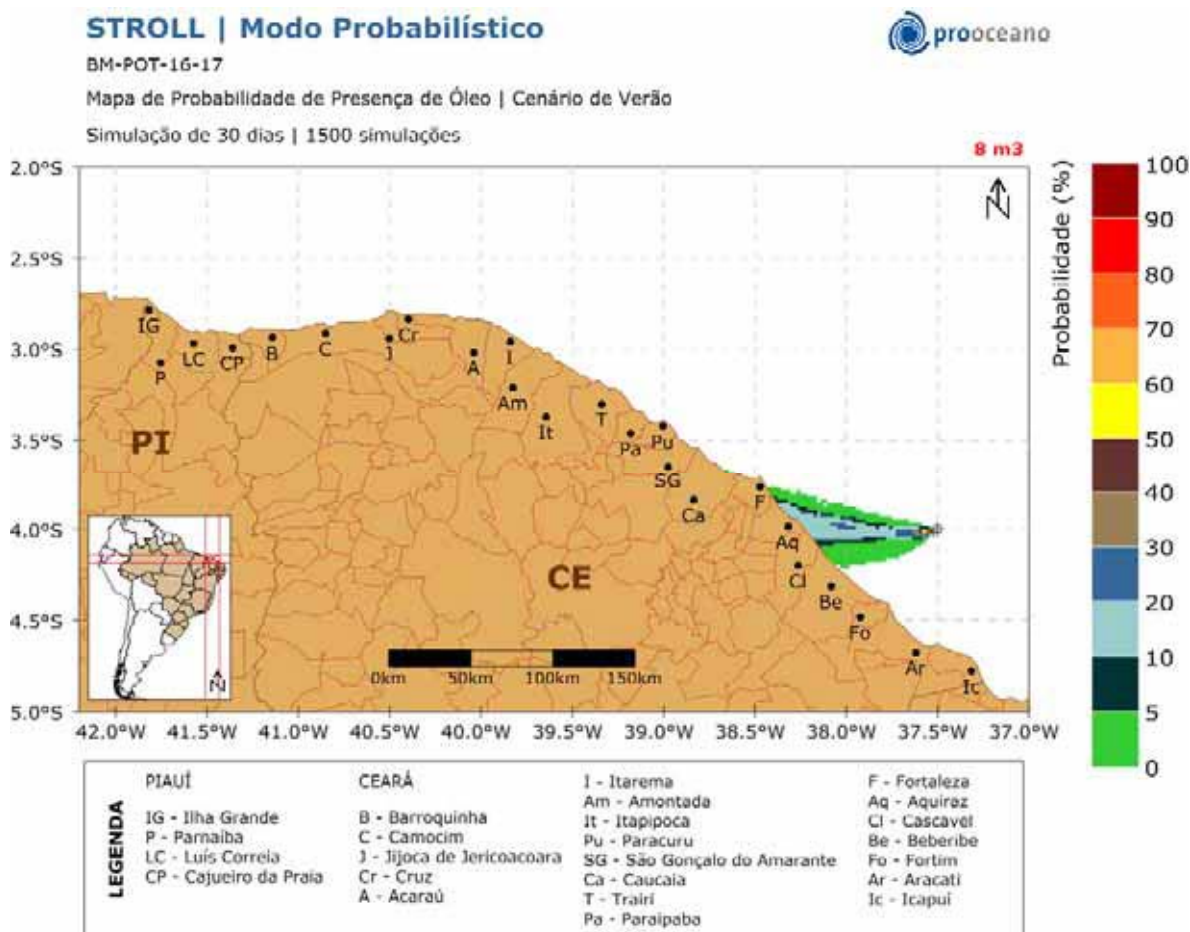 STROLL | Modo Probabilístico
prooceano
BM-POT-16-17
Mapa de Probabilidade de Presença de Óleo | Cenário de Verão
Simulação de 30 dias | 1500 simulações
8 m3
2.0°S
2.5°S
3.0°S
3.5°S
4.0°S
4.5°S
5.0°S
N
IG
P
LC
CP
B
C
J
Cr
A
I
Am
It
T
Pa
Pu
SG
Ca
F
Aq
Cl
Be
Fo
Ar
Ic
PI
CE
N
0km 50km 100km 150km
42.0°W 41.5°W 41.0°W 40.5°W 40.0°W 39.5°W 39.0°W 38.5°W 38.0°W 37.5°W 37.0°W
Probabilidade (%)
100
90
80
70
60
50
40
30
20
10
5
0
LEGENDA
PIAUÍ
IG - Ilha Grande
P - Parnaíba
LC - Luís Correia
CP - Cajueiro da Praia
CEARÁ
B - Barroquinha
C - Camocim
J - Jijoca de Jericoacoara
Cr - Cruz
A - Acaraú
I - Itarema
Am - Amontada
It - Itapipoca
Pu - Paracuru
SG - São Gonçalo do Amarante
Ca - Caucaia
T - Trairi
Pa - Paraipaba
F - Fortaleza
Aq - Aquiraz
Cl - Cascavel
Be - Beberibe
Fo - Fortim
Ar - Aracati
Ic - Icapuí